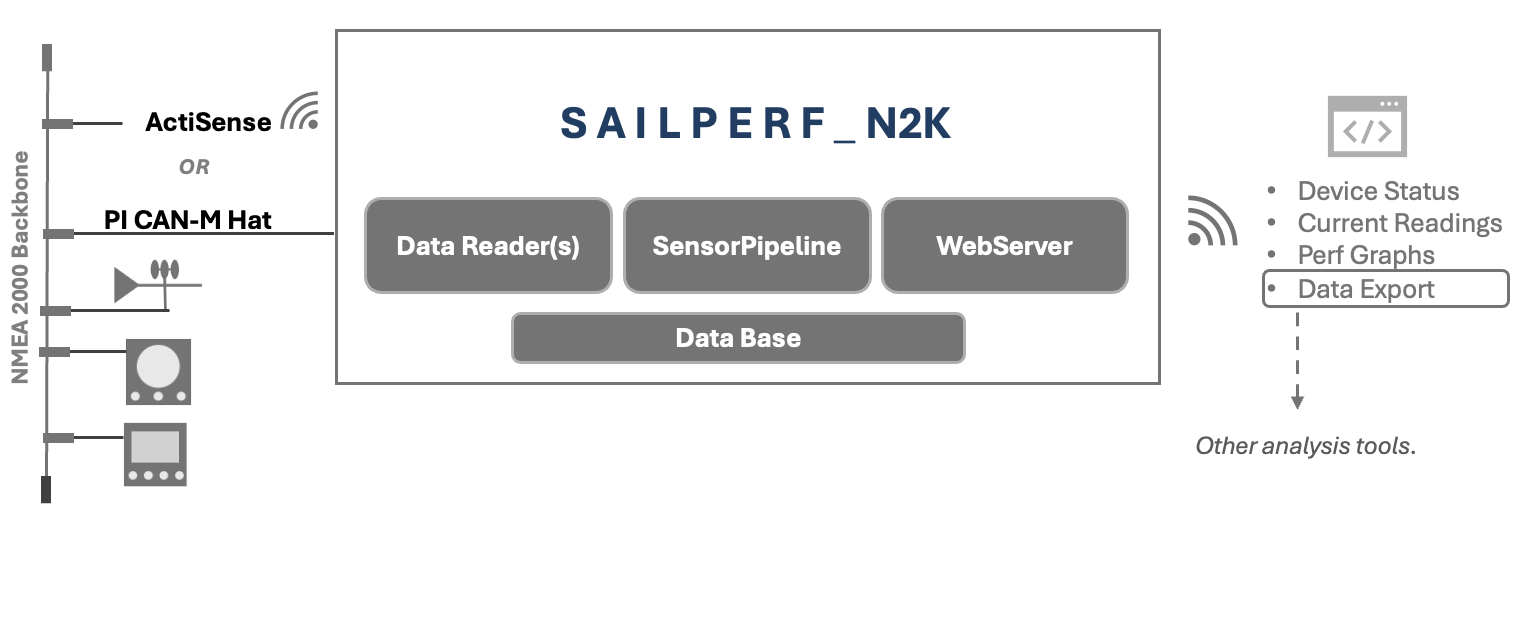 NMEA 2000 Backbone
ActiSense
OR
PI CAN-M Hat
SAILPERF_N2K
Data Reader(s)
SensorPipeline
WebServer
Data Base
</>
• Device Status
• Current Readings
• Perf Graphs
• Data Export
Other analysis tools.